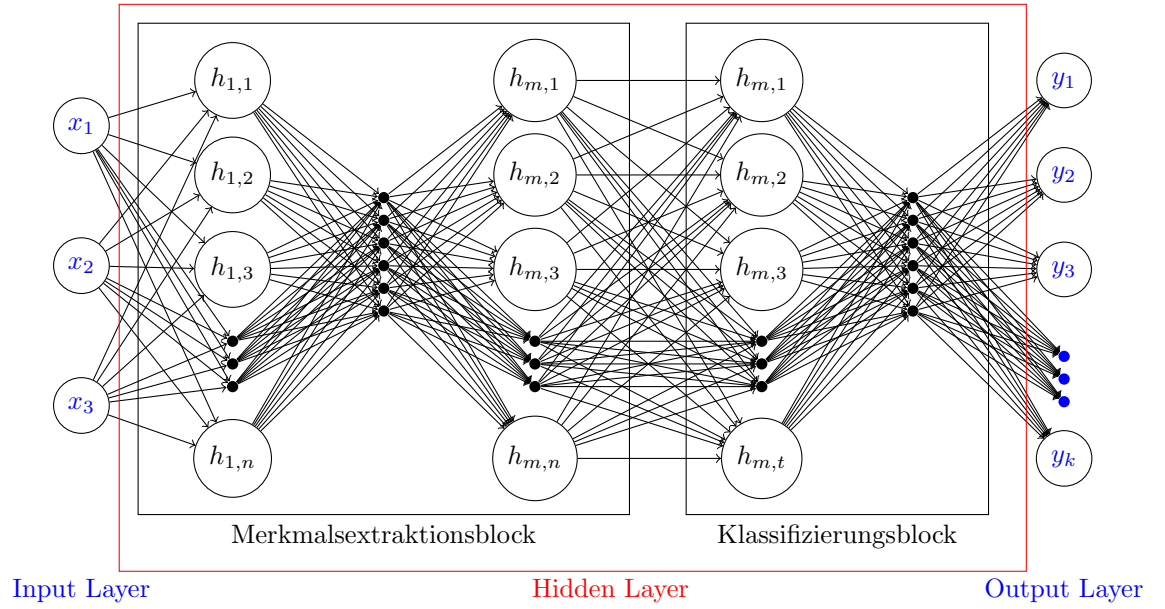 x₁
x₂
x₃
h₁,₁
h₁,₂
h₁,₃
h₁,ₙ
hₘ,₁
hₘ,₂
hₘ,₃
hₘ,ₙ
hₘ,₁
hₘ,₂
hₘ,₃
hₘ,ₜ
y₁
y₂
y₃
yₖ
Merkmalsextraktionsblock
Klassifizierungsblock
Input Layer
Hidden Layer
Output Layer